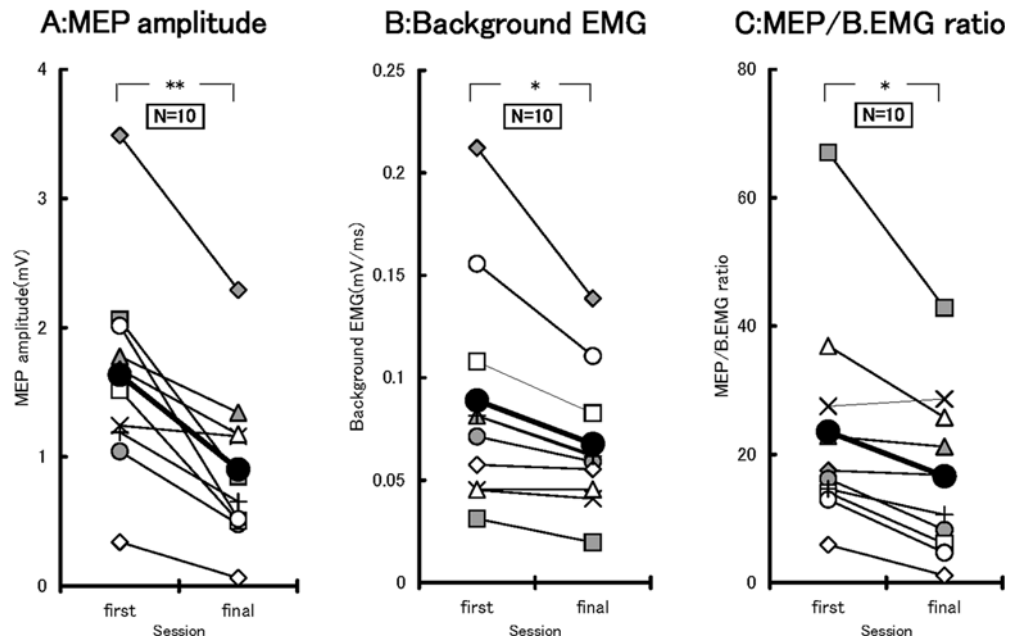 A:MEP amplitude
4
3
2
1
0
MEP amplitude(mV)
**
N=10
first
final
Session
B:Background EMG
0.25
0.2
0.15
0.1
0.05
0
Background EMG(mV/ms)
*
N=10
first
final
Session
C:MEP/B.EMG ratio
80
60
40
20
0
MEP/B.EMG ratio
*
N=10
first
final
Session